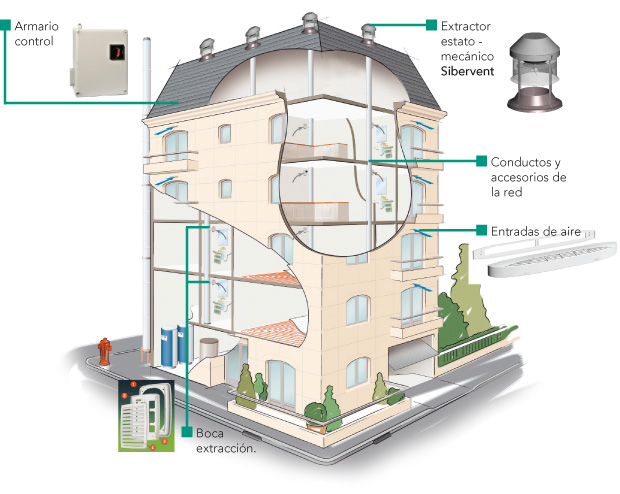 Armario
control
Extractor
estato -
mecánico
Sibervent
Conductos y
accesorios de
la red
Entradas de aire
Boca
extracción.